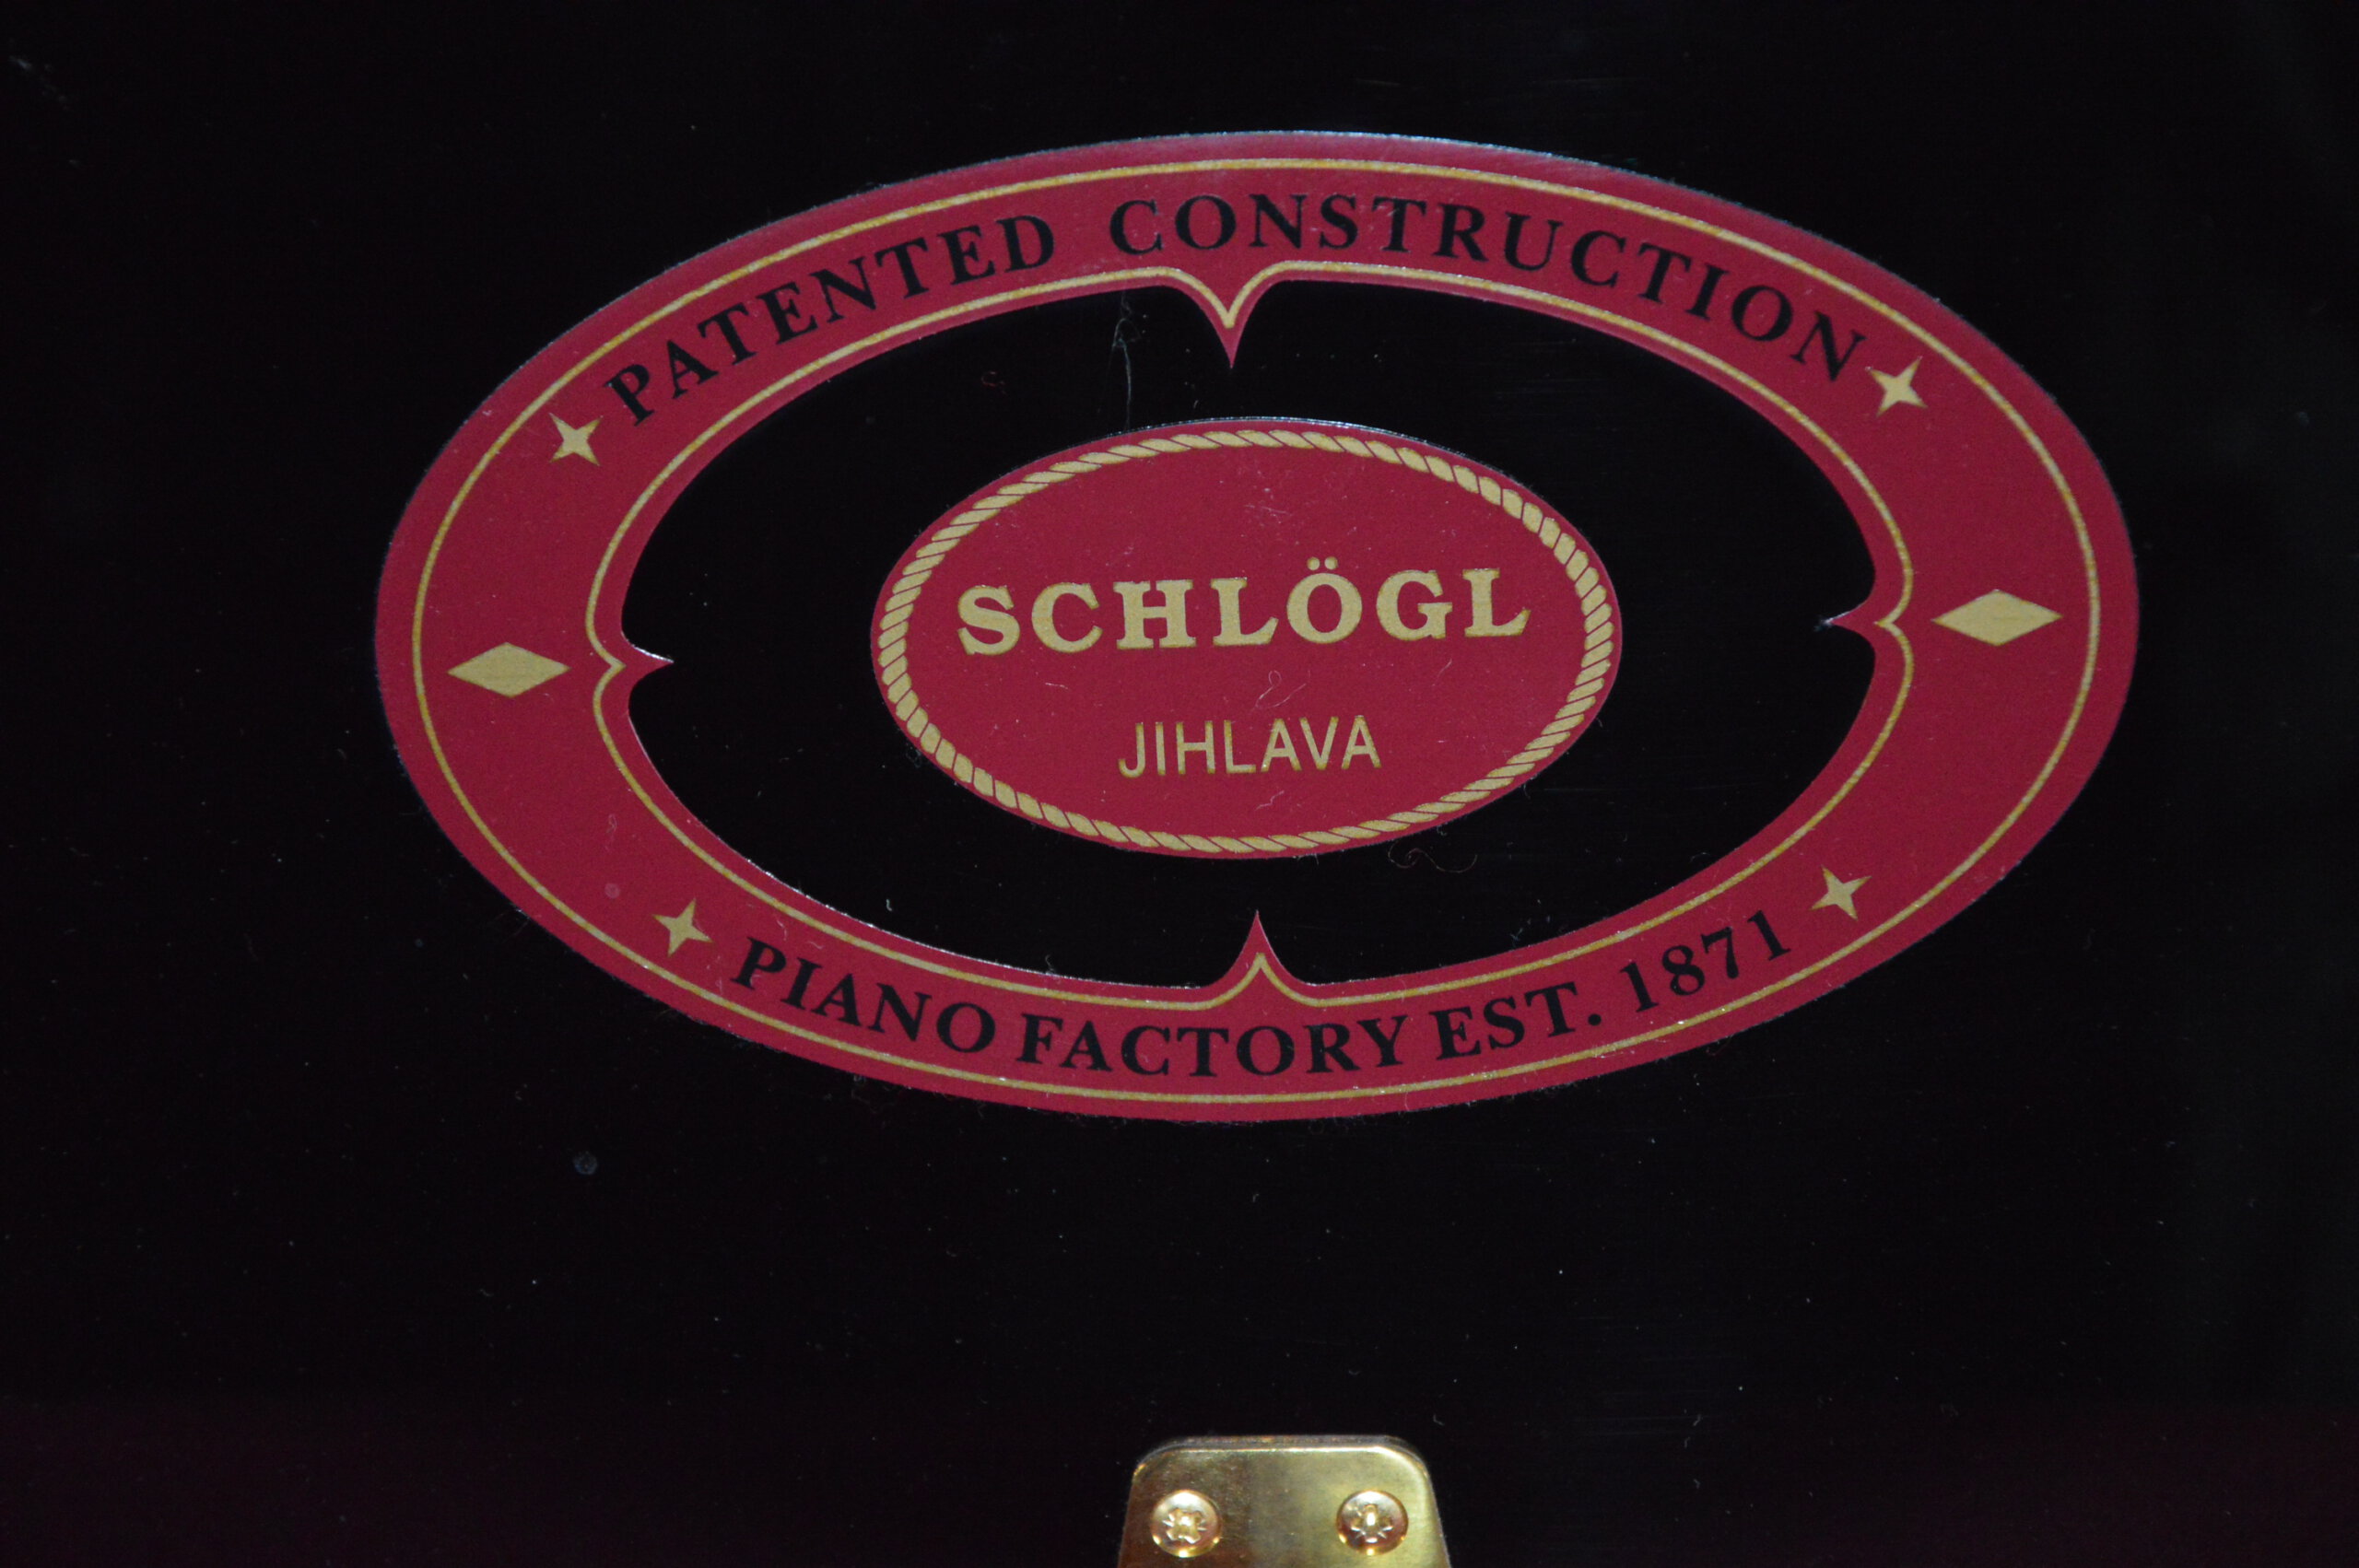 PATENTED CONSTRUCTION
SCHLÖGL
JIHLAVA
PIANO FACTORY EST. 1871